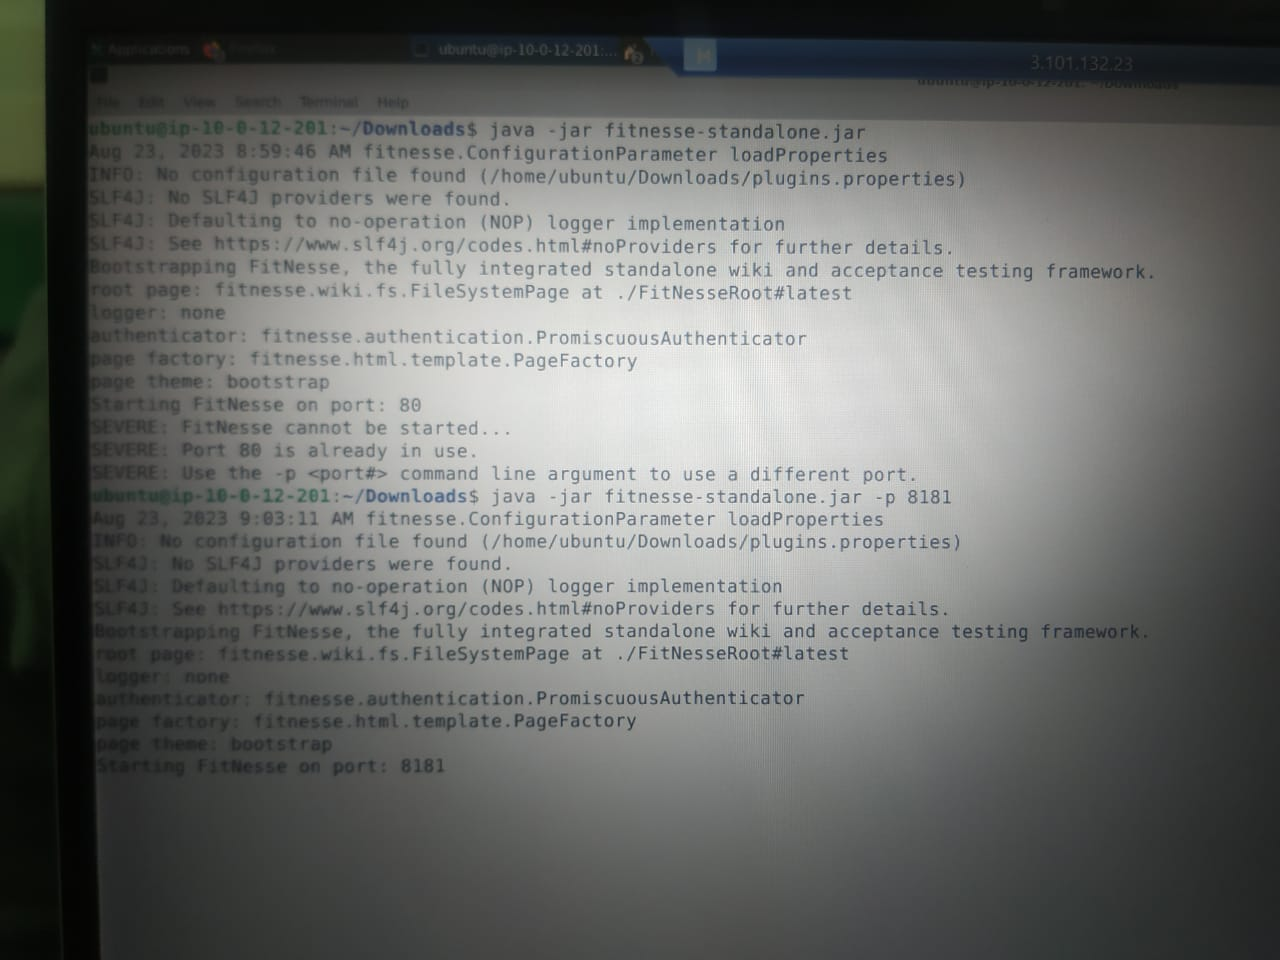 Applications Firefox ubuntu@ip-10-0-12-201:... 3.101.132.23
ubuntu@ip-10-0-12-201: ~/Downloads
File Edit View Search Terminal Help
ubuntu@ip-10-0-12-201:~/Downloads$ java -jar fitnesse-standalone.jar
Aug 23, 2023 8:59:46 AM fitnesse.ConfigurationParameter loadProperties
INFO: No configuration file found (/home/ubuntu/Downloads/plugins.properties)
SLF4J: No SLF4J providers were found.
SLF4J: Defaulting to no-operation (NOP) logger implementation
SLF4J: See https://www.slf4j.org/codes.html#noProviders for further details.
Bootstrapping FitNesse, the fully integrated standalone wiki and acceptance testing framework.
root page: fitnesse.wiki.fs.FileSystemPage at ./FitNesseRoot#latest
logger: none
authenticator: fitnesse.authentication.PromiscuousAuthenticator
page factory: fitnesse.html.template.PageFactory
page theme: bootstrap
Starting FitNesse on port: 80
SEVERE: FitNesse cannot be started...
SEVERE: Port 80 is already in use.
SEVERE: Use the -p <port#> command line argument to use a different port.
ubuntu@ip-10-0-12-201:~/Downloads$ java -jar fitnesse-standalone.jar -p 8181
Aug 23, 2023 9:03:11 AM fitnesse.ConfigurationParameter loadProperties
INFO: No configuration file found (/home/ubuntu/Downloads/plugins.properties)
SLF4J: No SLF4J providers were found.
SLF4J: Defaulting to no-operation (NOP) logger implementation
SLF4J: See https://www.slf4j.org/codes.html#noProviders for further details.
Bootstrapping FitNesse, the fully integrated standalone wiki and acceptance testing framework.
root page: fitnesse.wiki.fs.FileSystemPage at ./FitNesseRoot#latest
logger: none
authenticator: fitnesse.authentication.PromiscuousAuthenticator
page factory: fitnesse.html.template.PageFactory
page theme: bootstrap
Starting FitNesse on port: 8181